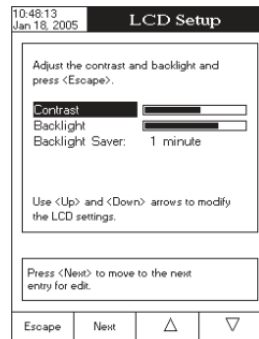 10:48:13
Jan 18, 2005
LCD Setup
Adjust the contrast and backlight and
press <Escape>.
Contrast
Backlight
Backlight Saver: 1 minute
Use <Up> and <Down> arrows to modify
the LCD settings.
Press <Next> to move to the next
entry for edit.
Escape Next △ ▽